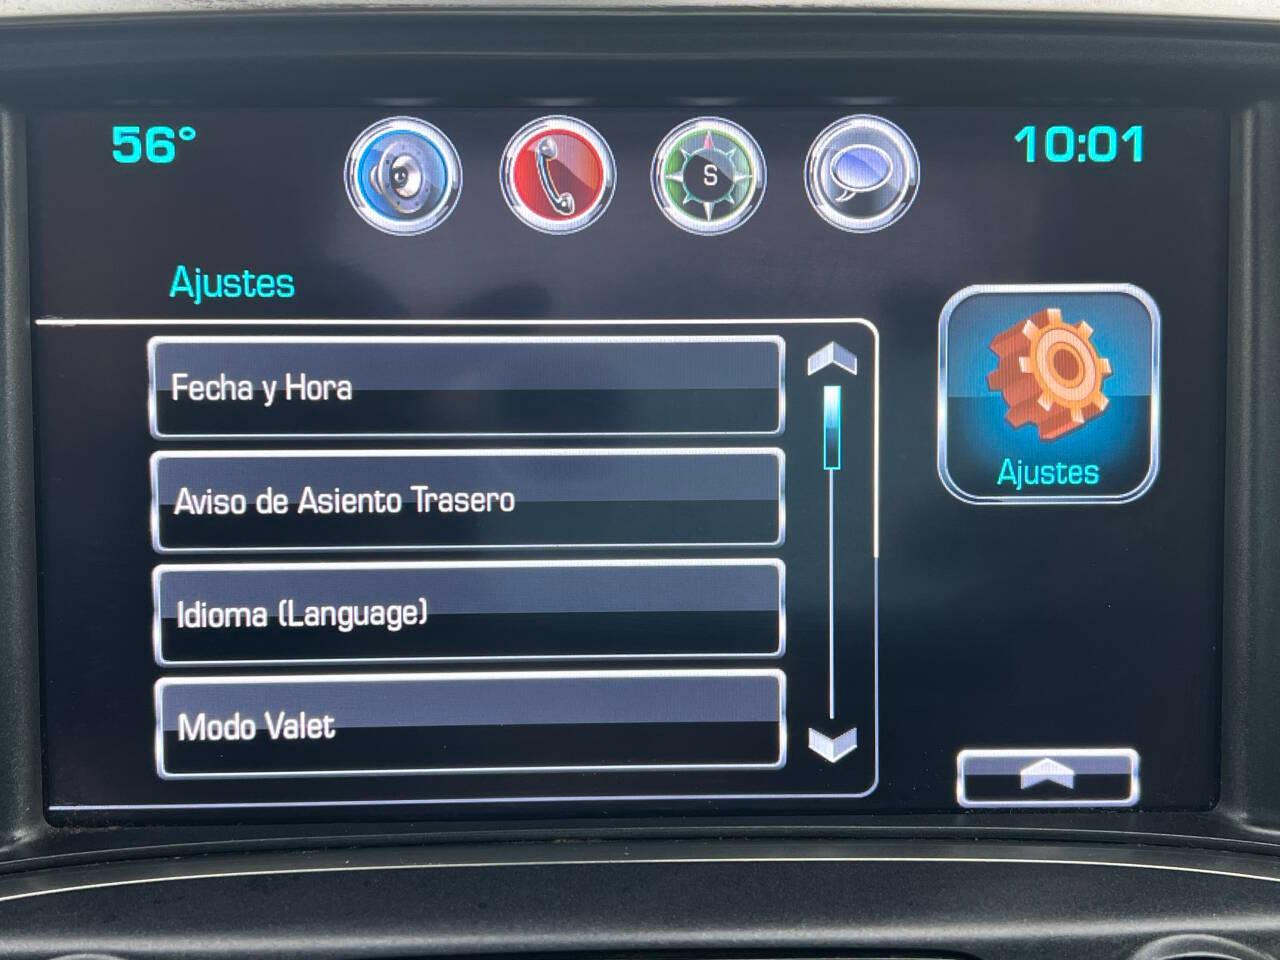 56°
S
10:01
Ajustes
Fecha y Hora
Aviso de Asiento Trasero
Idioma (Language)
Modo Valet
Ajustes